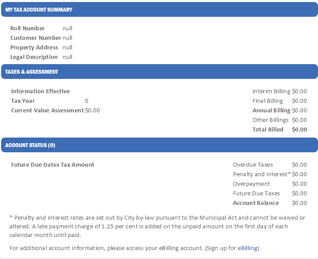 MY TAX ACCOUNT SUMMARY
Roll Number null
Customer Number null
Property Address null
Legal Description null
TAXES & ASSESSMENT
Information Effective
Tax Year 0
Current Value Assessment $0.00
Interim Billing $0.00
Final Billing $0.00
Annual Billing $0.00
Other Billings $0.00
Total Billed $0.00
ACCOUNT STATUS (0)
Future Due Dates Tax Amount
Overdue Taxes $0.00
Penalty and Interest* $0.00
Overpayment $0.00
Future Due Taxes $0.00
Account Balance $0.00
* Penalty and interest rates are set out by City by-law pursuant to the Municipal Act and cannot be waived or
altered. A late payment charge of 1.25 per cent is added on the unpaid amount on the first day of each
calendar month until paid.
For additional account information, please access your eBilling account. (Sign up for eBilling)